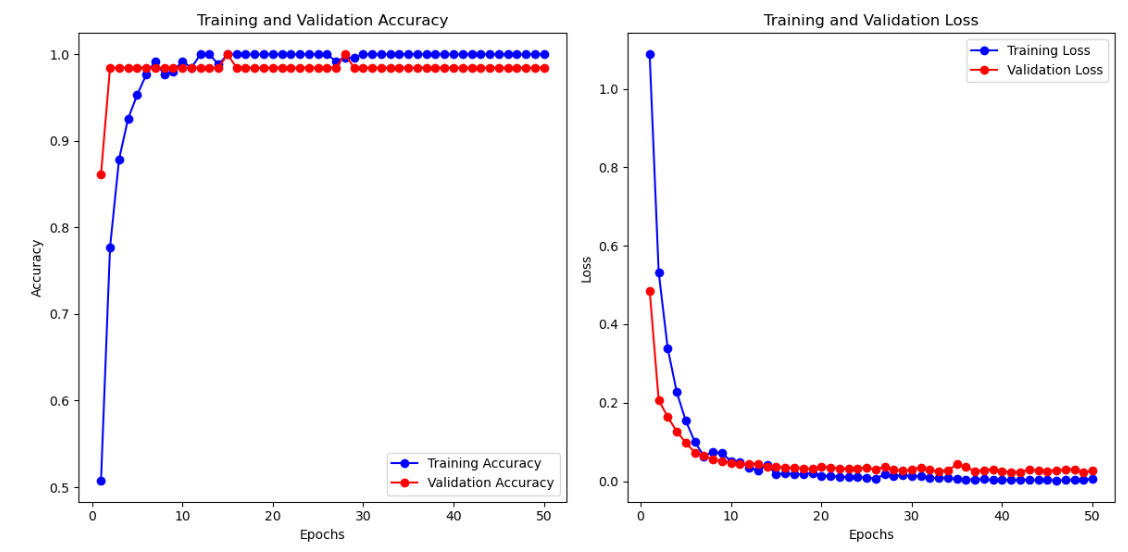 Training and Validation Accuracy
1.0
0.9
0.8
0.7
0.6
0.5
Accuracy
0 10 20 30 40 50
Epochs
Training Accuracy
Validation Accuracy
Training and Validation Loss
1.0
0.8
0.6
0.4
0.2
0.0
Loss
0 10 20 30 40 50
Epochs
Training Loss
Validation Loss